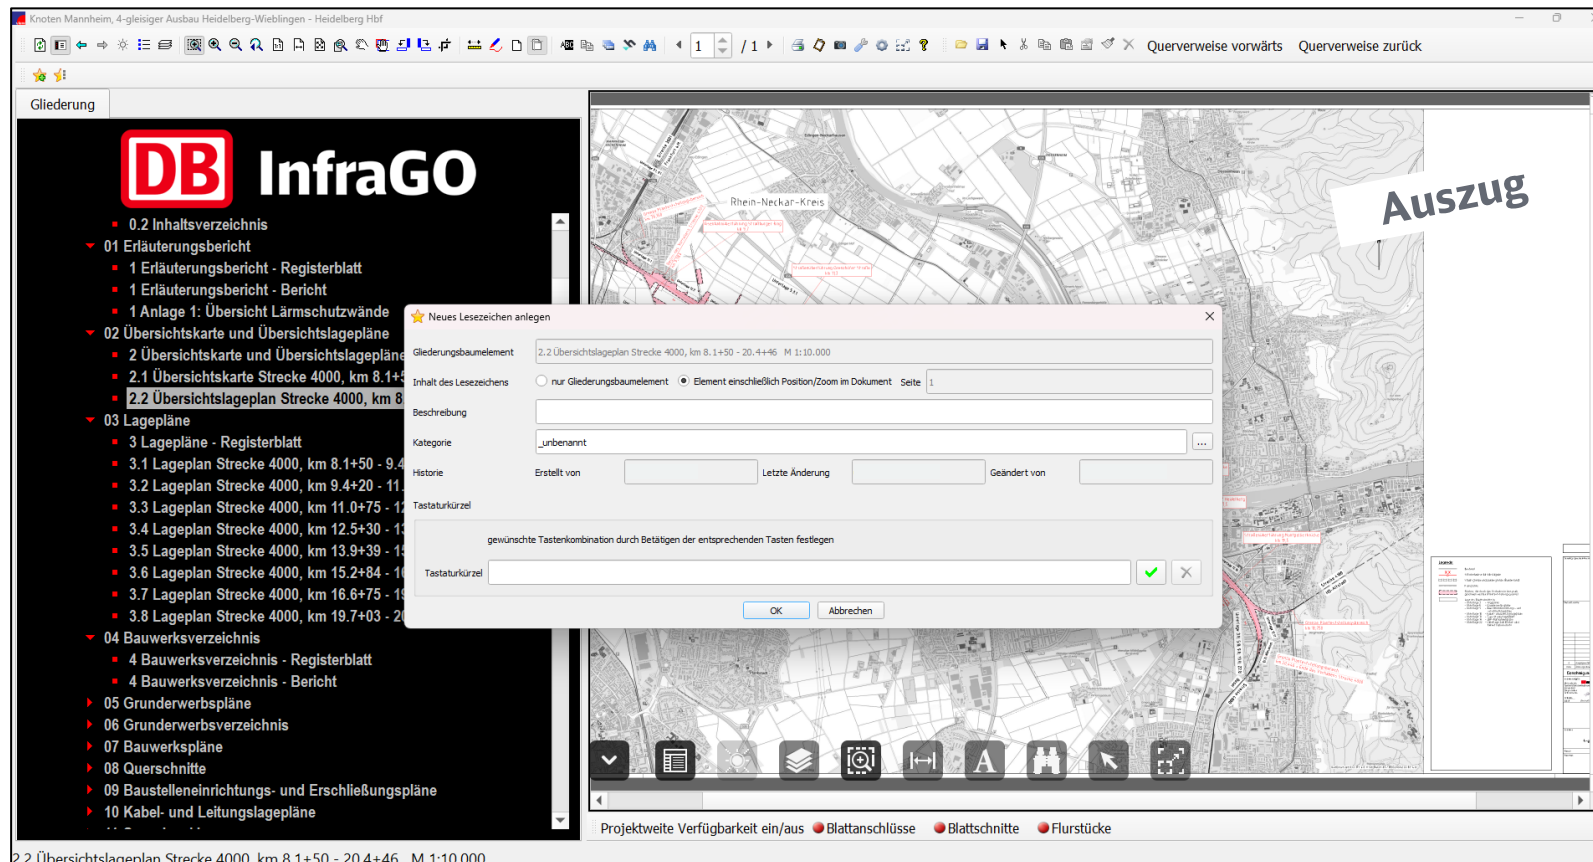 Knoten Mannheim, 4-gleisiger Ausbau Heidelberg-Wieblingen - Heidelberg Hbf
1 / 1 Querverweise vorwärts Querverweise zurück
Gliederung
DB InfraGO
0.2 Inhaltsverzeichnis
01 Erläuterungsbericht
1 Erläuterungsbericht - Registerblatt
1 Erläuterungsbericht - Bericht
1 Anlage 1: Übersicht Lärmschutzwände
02 Übersichtskarte und Übersichtslagepläne
2 Übersichtskarte und Übersichtslagepläne
2.1 Übersichtskarte Strecke 4000, km 8.1+5
2.2 Übersichtslageplan Strecke 4000, km 8
03 Lagepläne
3 Lagepläne - Registerblatt
3.1 Lageplan Strecke 4000, km 8.1+50 - 9.4
3.2 Lageplan Strecke 4000, km 9.4+20 - 11.
3.3 Lageplan Strecke 4000, km 11.0+75 - 12
3.4 Lageplan Strecke 4000, km 12.5+30 - 13
3.5 Lageplan Strecke 4000, km 13.9+39 - 15
3.6 Lageplan Strecke 4000, km 15.2+84 - 16
3.7 Lageplan Strecke 4000, km 16.6+75 - 19
3.8 Lageplan Strecke 4000, km 19.7+03 - 20
04 Bauwerksverzeichnis
4 Bauwerksverzeichnis - Registerblatt
4 Bauwerksverzeichnis - Bericht
05 Grunderwerbspläne
06 Grunderwerbsverzeichnis
07 Bauwerkspläne
08 Querschnitte
09 Baustelleneinrichtungs- und Erschließungspläne
10 Kabel- und Leitungslagepläne
Rhein-Neckar-Kreis
Auszug
Neues Lesezeichen anlegen
Gliederungsbaumelement 2.2 Übersichtslageplan Strecke 4000, km 8.1+50 - 20.4+46 M 1:10.000
Inhalt des Lesezeichens nur Gliederungsbaumelement Element einschließlich Position/Zoom im Dokument Seite 1
Beschreibung
Kategorie _unbenannt ...
Historie Erstellt von Letzte Änderung Geändert von
Tastaturkürzel
gewünschte Tastenkombination durch Betätigen der entsprechenden Tasten festlegen
Tastaturkürzel
OK Abbrechen
A
Projektweite Verfügbarkeit ein/aus Blattanschlüsse Blattschnitte Flurstücke
2.2 Übersichtslageplan Strecke 4000, km 8.1+50 - 20.4+46 M 1:10.000